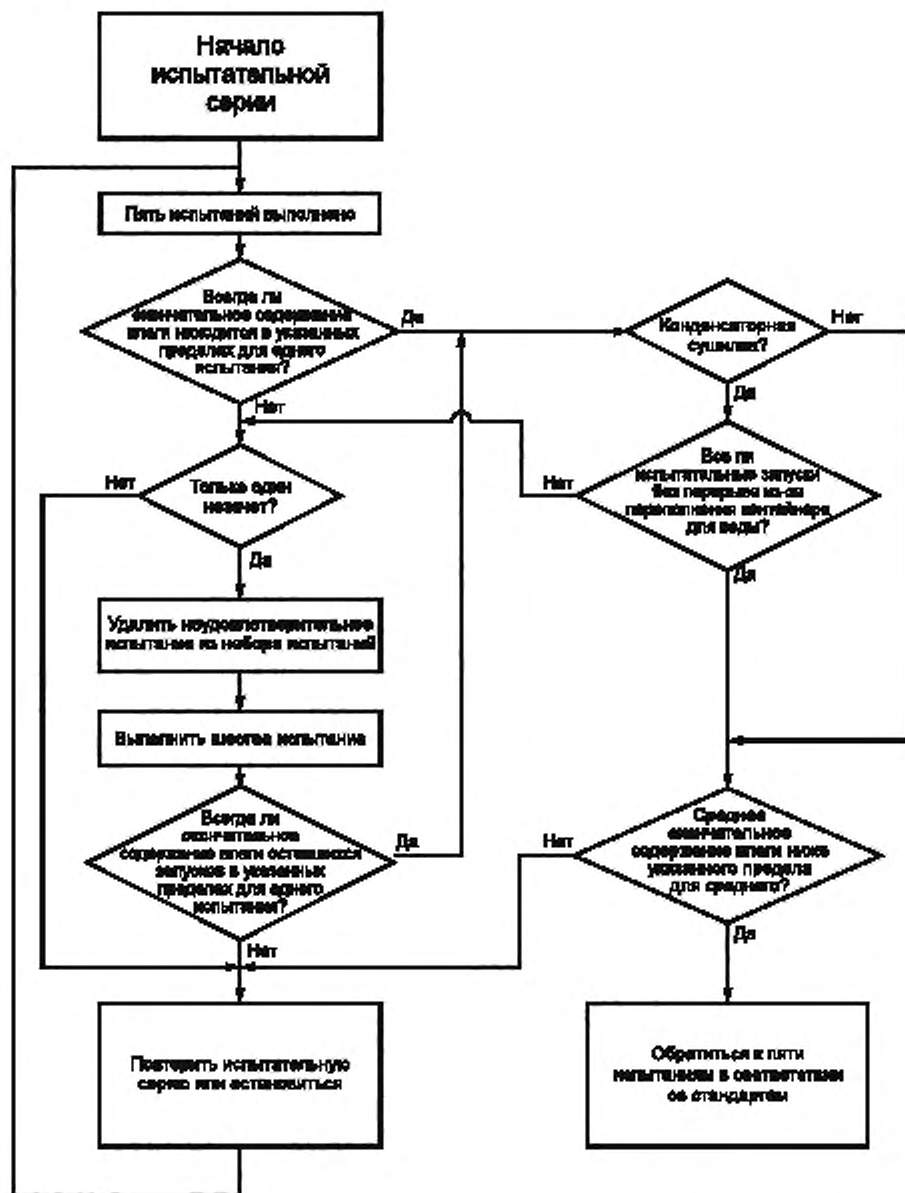 Начало
испытательной
серии
Пять испытаний выполнено
Всегда ли
окончательное содержание
влаги находится в указанных
пределах для одного
испытания?
Да
Конденсаторная
сушилка?
Нет
Нет
Да
Нет
Только один
незачет?
Нет
Все ли
испытательные запуски
без перерыва из-за
переполнения контейнера
для воды?
Да
Да
Удалить неудовлетворительное
испытание из набора испытаний
Выполнить шестое испытание
Всегда ли
окончательное
содержание влаги оставшихся
запусков в указанных
пределах для одного
испытания?
Да
Нет
Среднее
окончательное
содержание влаги ниже
указанного предела
для среднего?
Нет
Да
Повторить испытательную
серию или остановиться
Обратиться к пяти
испытаниям в соответствии
со стандартом